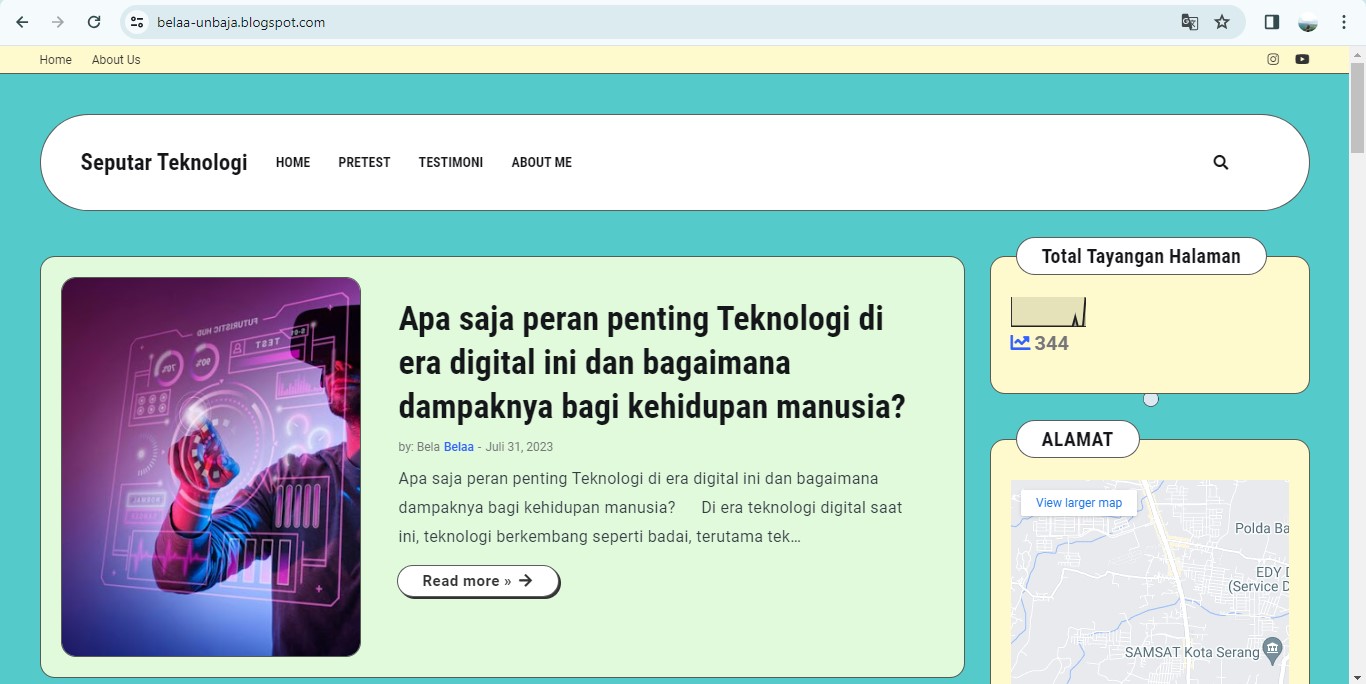 belaa-unbaja.blogspot.com
Home About Us
Seputar Teknologi HOME PRETEST TESTIMONI ABOUT ME
Apa saja peran penting Teknologi di
era digital ini dan bagaimana
dampaknya bagi kehidupan manusia?
by: Bela Belaa - Juli 31, 2023
Apa saja peran penting Teknologi di era digital ini dan bagaimana
dampaknya bagi kehidupan manusia? Di era teknologi digital saat
ini, teknologi berkembang seperti badai, terutama tek...
Read more »
FUTURISTIC HUD
TEST
Total Tayangan Halaman
344
ALAMAT
View larger map
Polda Ba
EDY D
(Service D
SAMSAT Kota Serang